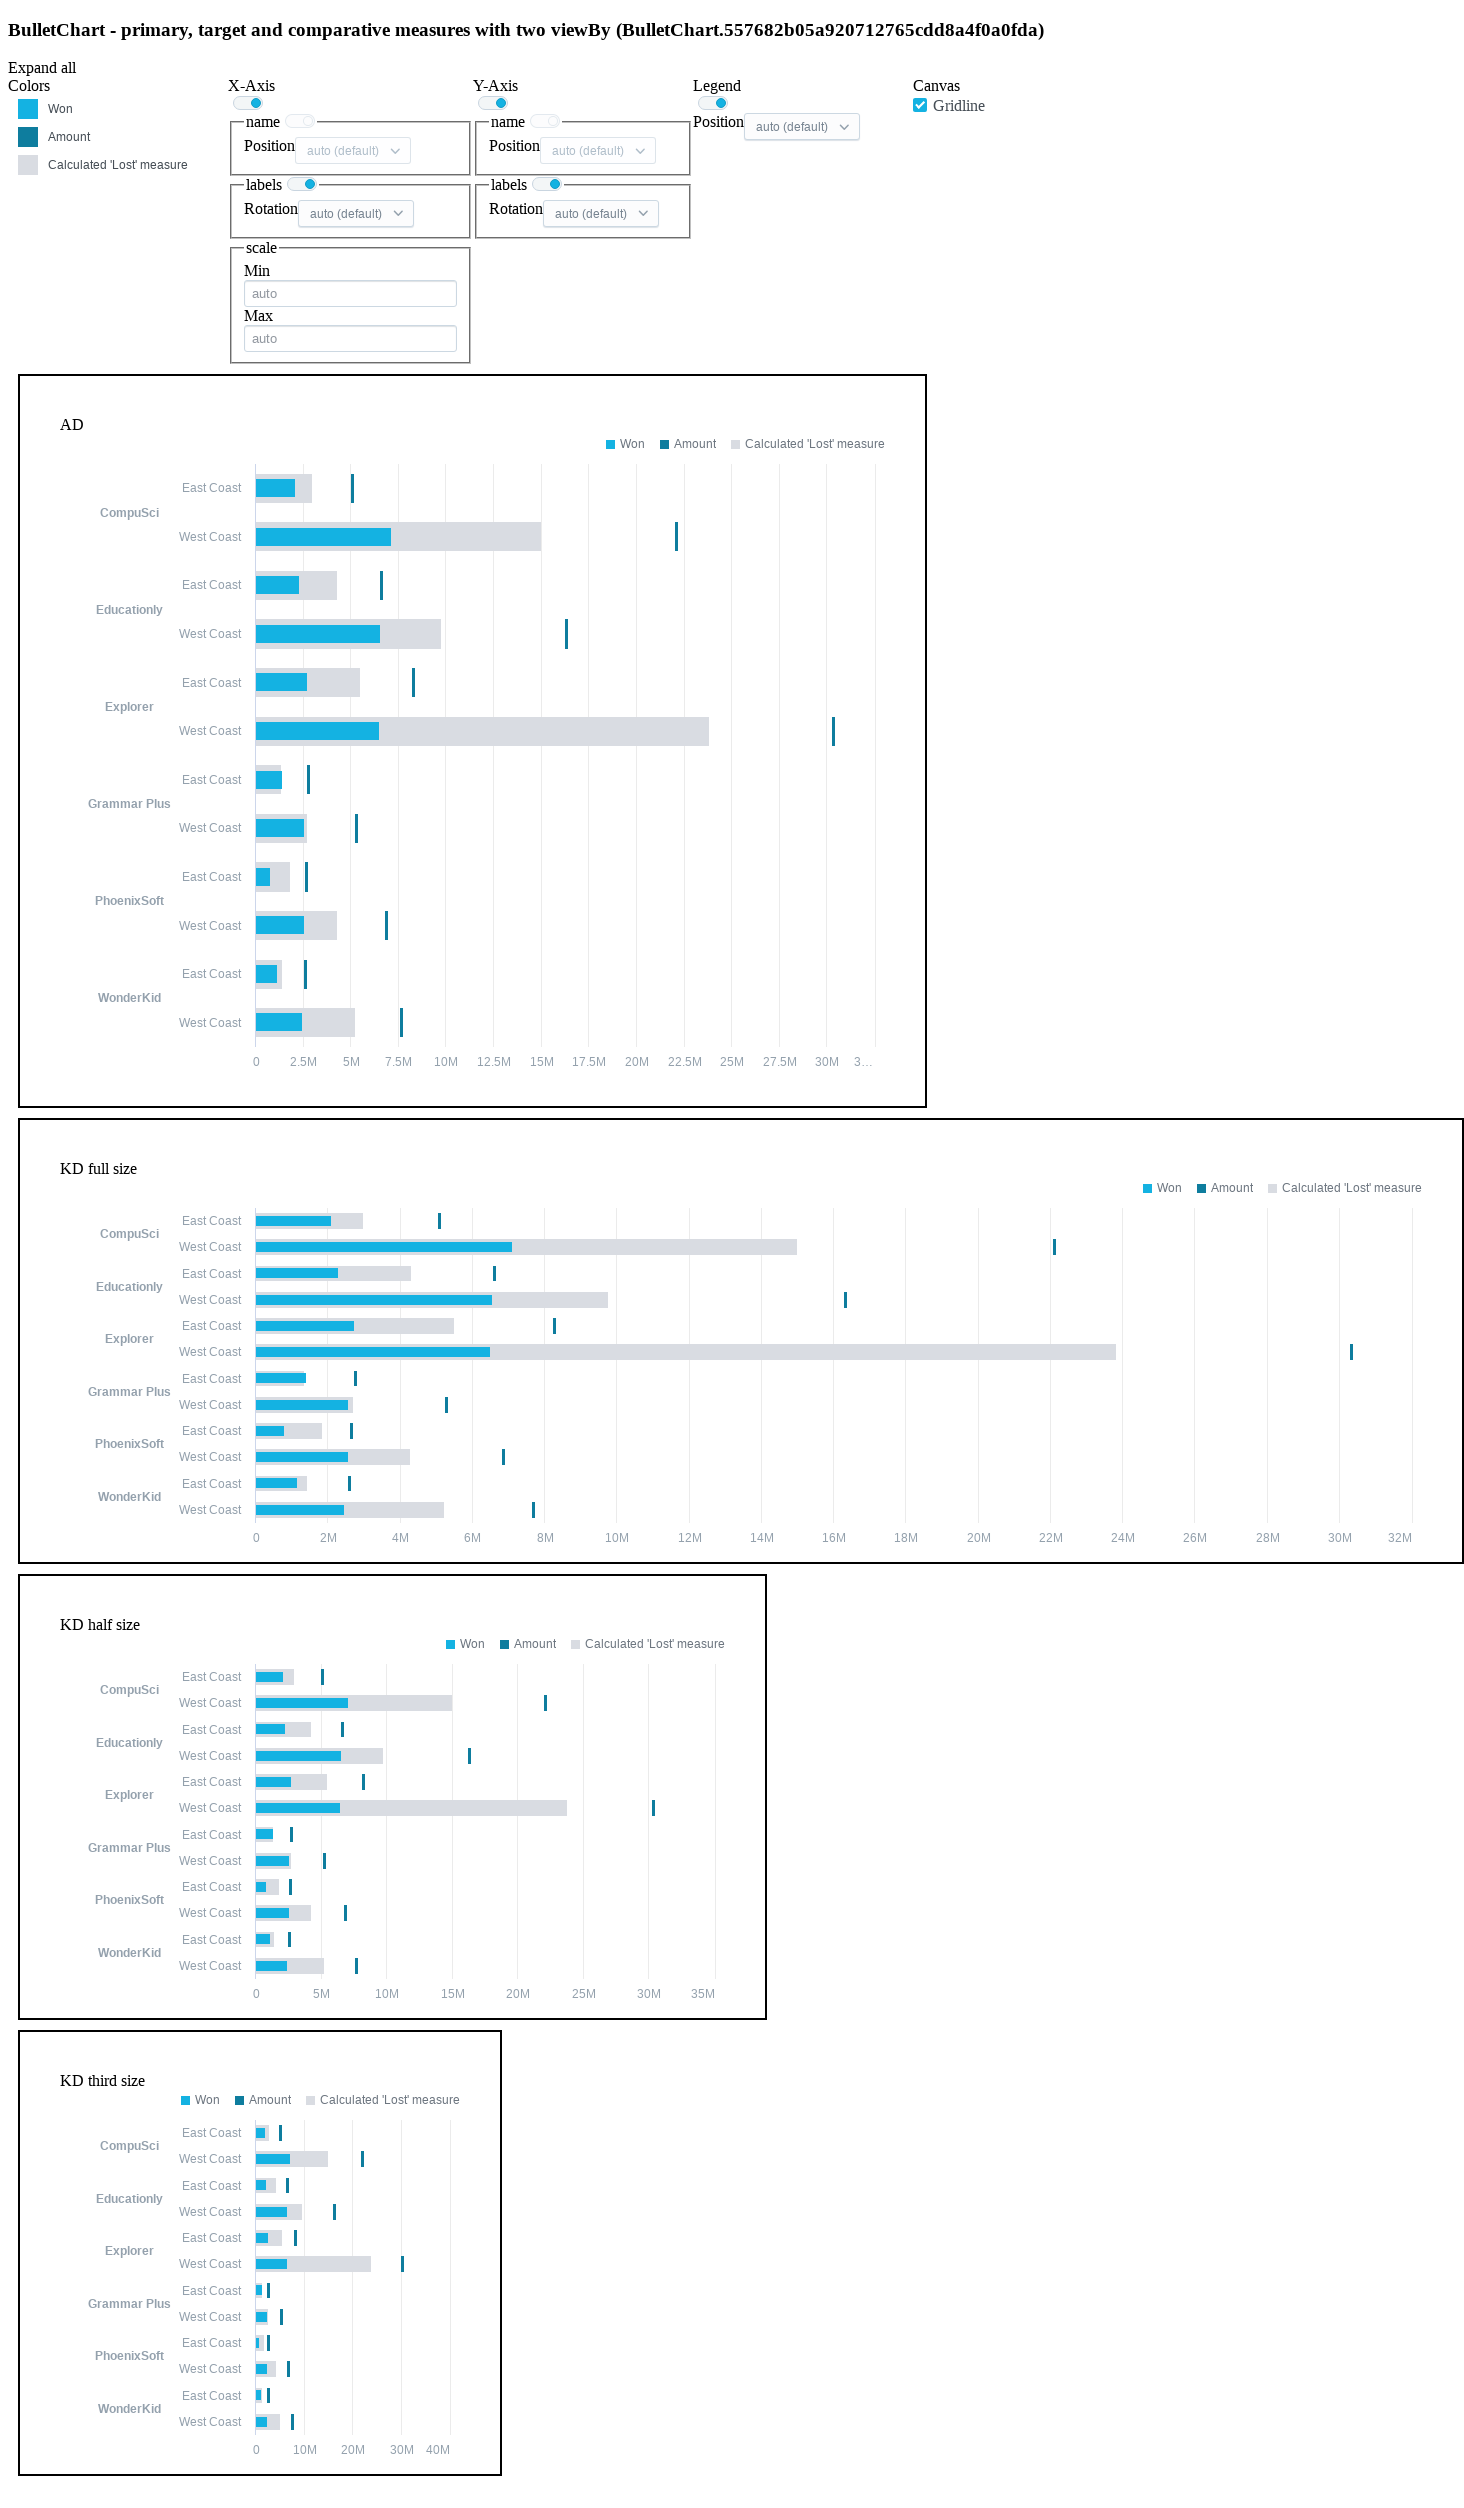 BulletChart - primary, target and comparative measures with two viewBy (BulletChart.557682b05a920712765cdd8a4f0a0fda)
Expand all
Colors
Won
Amount
Calculated 'Lost' measure
X-Axis
name
Position auto (default)
labels
Rotation auto (default)
scale
Min
auto
Max
auto
Y-Axis
name
Position auto (default)
labels
Rotation auto (default)
Legend
Position auto (default)
Canvas
Gridline
AD
Won Amount Calculated 'Lost' measure
CompuSci
East Coast
West Coast
Educationly
East Coast
West Coast
Explorer
East Coast
West Coast
Grammar Plus
East Coast
West Coast
PhoenixSoft
East Coast
West Coast
WonderKid
East Coast
West Coast
0 2.5M 5M 7.5M 10M 12.5M 15M 17.5M 20M 22.5M 25M 27.5M 30M 3…
KD full size
Won Amount Calculated 'Lost' measure
CompuSci
East Coast
West Coast
Educationly
East Coast
West Coast
Explorer
East Coast
West Coast
Grammar Plus
East Coast
West Coast
PhoenixSoft
East Coast
West Coast
WonderKid
East Coast
West Coast
0 2M 4M 6M 8M 10M 12M 14M 16M 18M 20M 22M 24M 26M 28M 30M 32M
KD half size
Won Amount Calculated 'Lost' measure
CompuSci
East Coast
West Coast
Educationly
East Coast
West Coast
Explorer
East Coast
West Coast
Grammar Plus
East Coast
West Coast
PhoenixSoft
East Coast
West Coast
WonderKid
East Coast
West Coast
0 5M 10M 15M 20M 25M 30M 35M
KD third size
Won Amount Calculated 'Lost' measure
CompuSci
East Coast
West Coast
Educationly
East Coast
West Coast
Explorer
East Coast
West Coast
Grammar Plus
East Coast
West Coast
PhoenixSoft
East Coast
West Coast
WonderKid
East Coast
West Coast
0 10M 20M 30M 40M